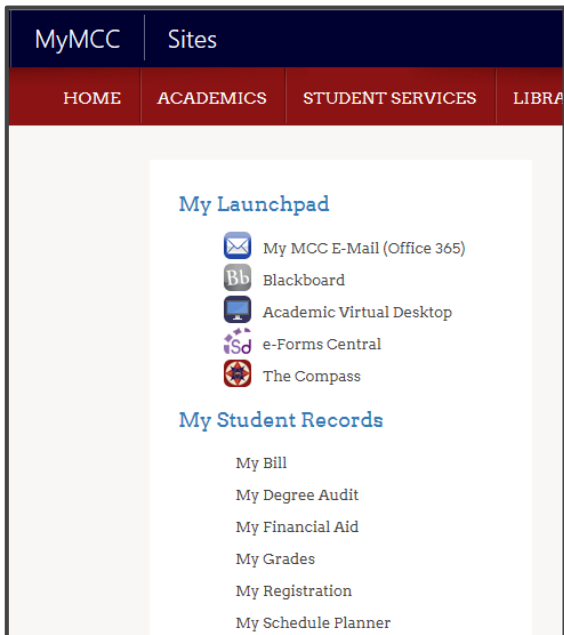 MyMCC Sites
HOME ACADEMICS STUDENT SERVICES LIBRA
My Launchpad
My MCC E-Mail (Office 365)
Bb Blackboard
Academic Virtual Desktop
Sd e-Forms Central
The Compass
My Student Records
My Bill
My Degree Audit
My Financial Aid
My Grades
My Registration
My Schedule Planner